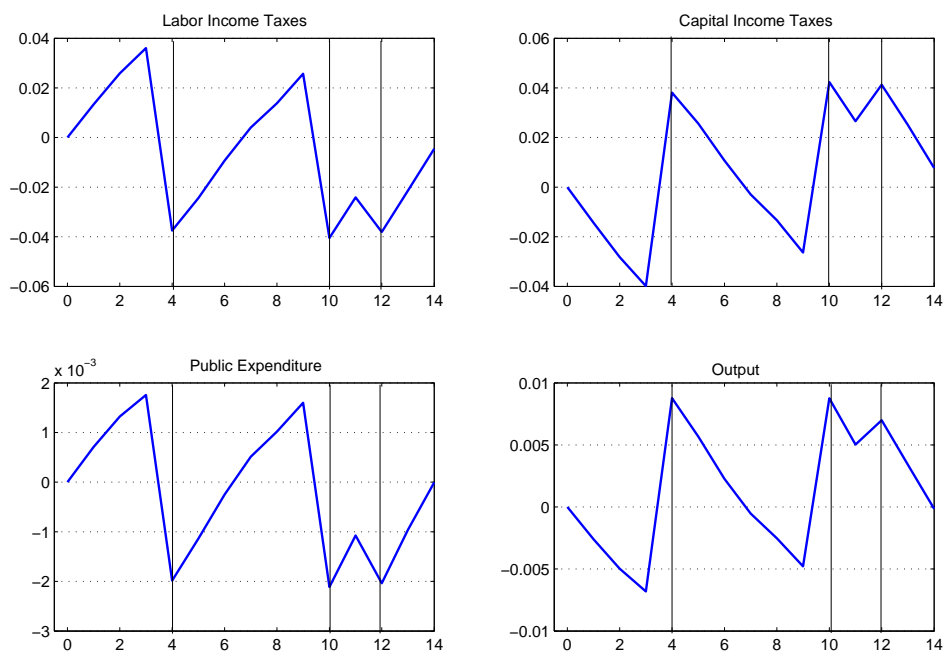 Labor Income Taxes
0.04
0.02
0
−0.02
−0.04
−0.06
0 2 4 6 8 10 12 14
Capital Income Taxes
0.06
0.04
0.02
0
−0.02
−0.04
0 2 4 6 8 10 12 14
Public Expenditure
x 10−3
2
1
0
−1
−2
−3
0 2 4 6 8 10 12 14
Output
0.01
0.005
0
−0.005
−0.01
0 2 4 6 8 10 12 14